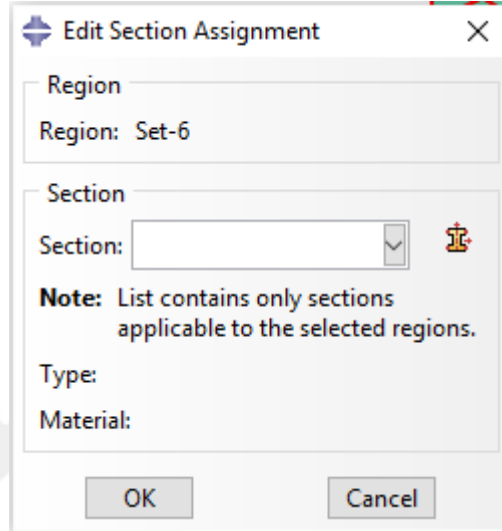 Edit Section Assignment
Region
Region: Set-6
Section
Section:
Note: List contains only sections
applicable to the selected regions.
Type:
Material:
OK Cancel